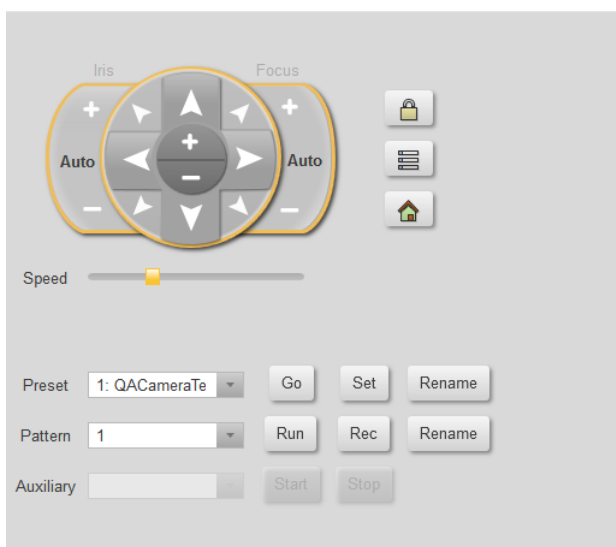 Iris Focus
Auto Auto
Speed
Preset 1: QACameraTe Go Set Rename
Pattern 1 Run Rec Rename
Auxiliary Start Stop